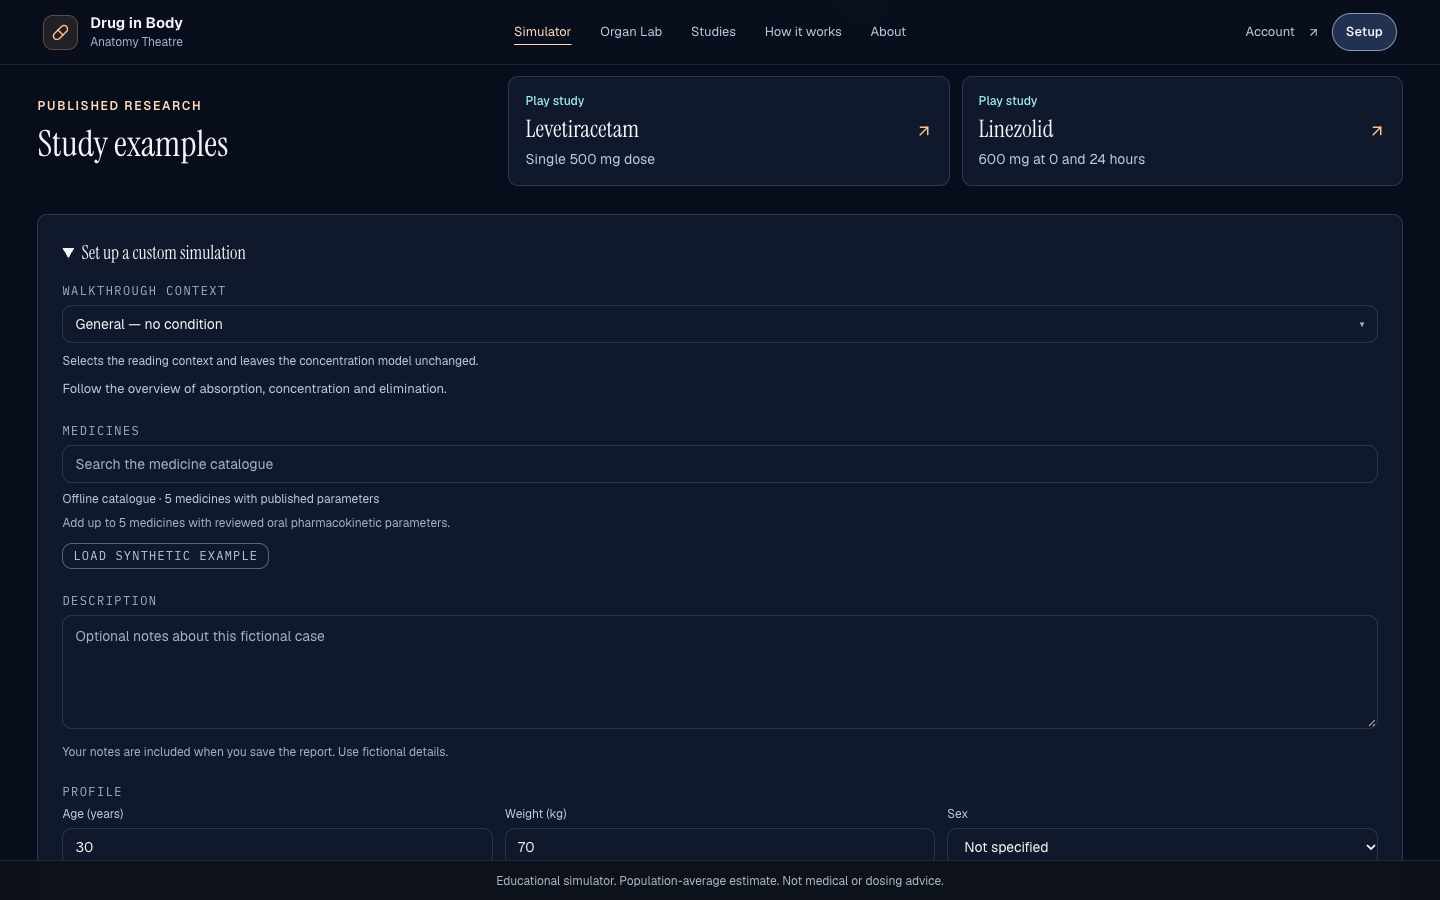 Drug in Body
Anatomy Theatre
Simulator
Organ Lab
Studies
How it works
About
Account
Setup
PUBLISHED RESEARCH
Study examples
Play study
Levetiracetam
Single 500 mg dose
Play study
Linezolid
600 mg at 0 and 24 hours
Set up a custom simulation
WALKTHROUGH CONTEXT
General — no condition
Selects the reading context and leaves the concentration model unchanged.
Follow the overview of absorption, concentration and elimination.
MEDICINES
Search the medicine catalogue
Offline catalogue · 5 medicines with published parameters
Add up to 5 medicines with reviewed oral pharmacokinetic parameters.
LOAD SYNTHETIC EXAMPLE
DESCRIPTION
Optional notes about this fictional case
Your notes are included when you save the report. Use fictional details.
PROFILE
Age (years)
Weight (kg)
Sex
30
70
Not specified
Educational simulator. Population-average estimate. Not medical or dosing advice.